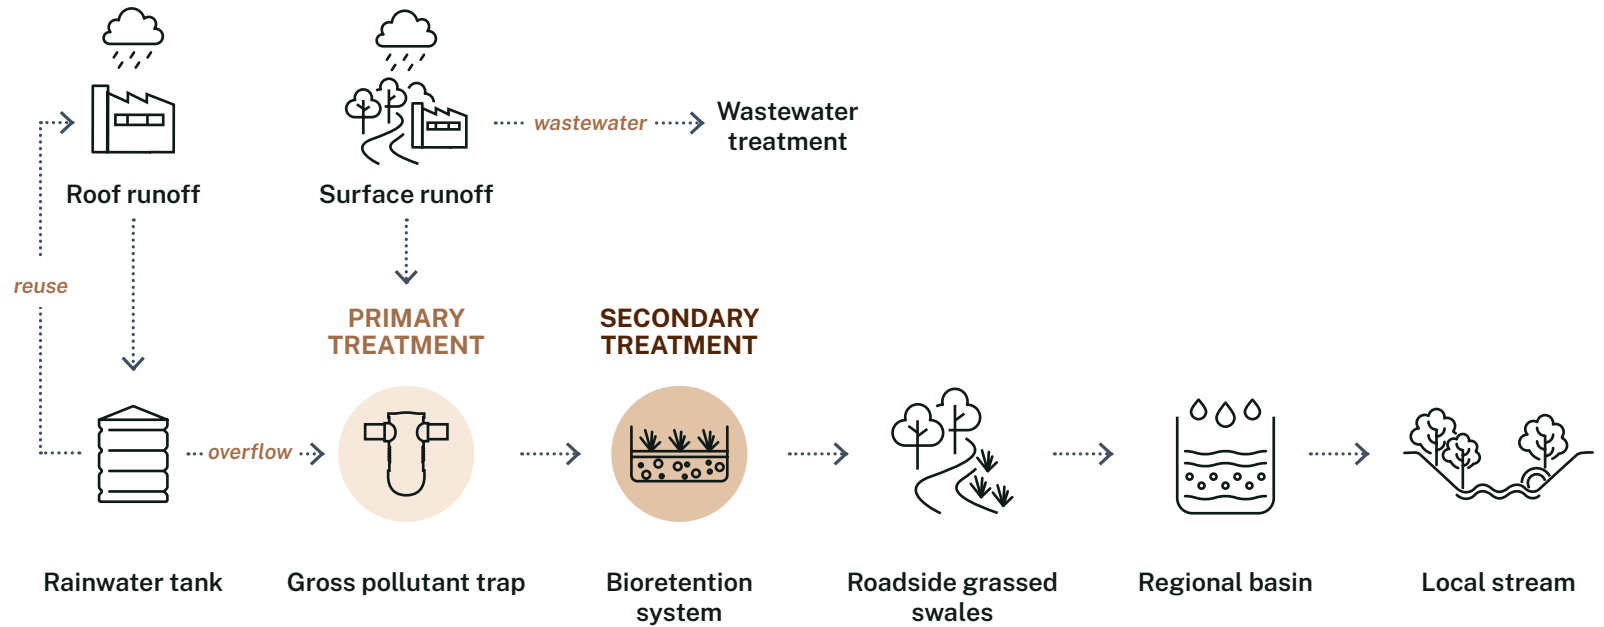 wastewater
Wastewater
treatment
Roof runoff
Surface runoff
reuse
PRIMARY
TREATMENT
SECONDARY
TREATMENT
overflow
Rainwater tank
Gross pollutant trap
Bioretention
system
Roadside grassed
swales
Regional basin
Local stream